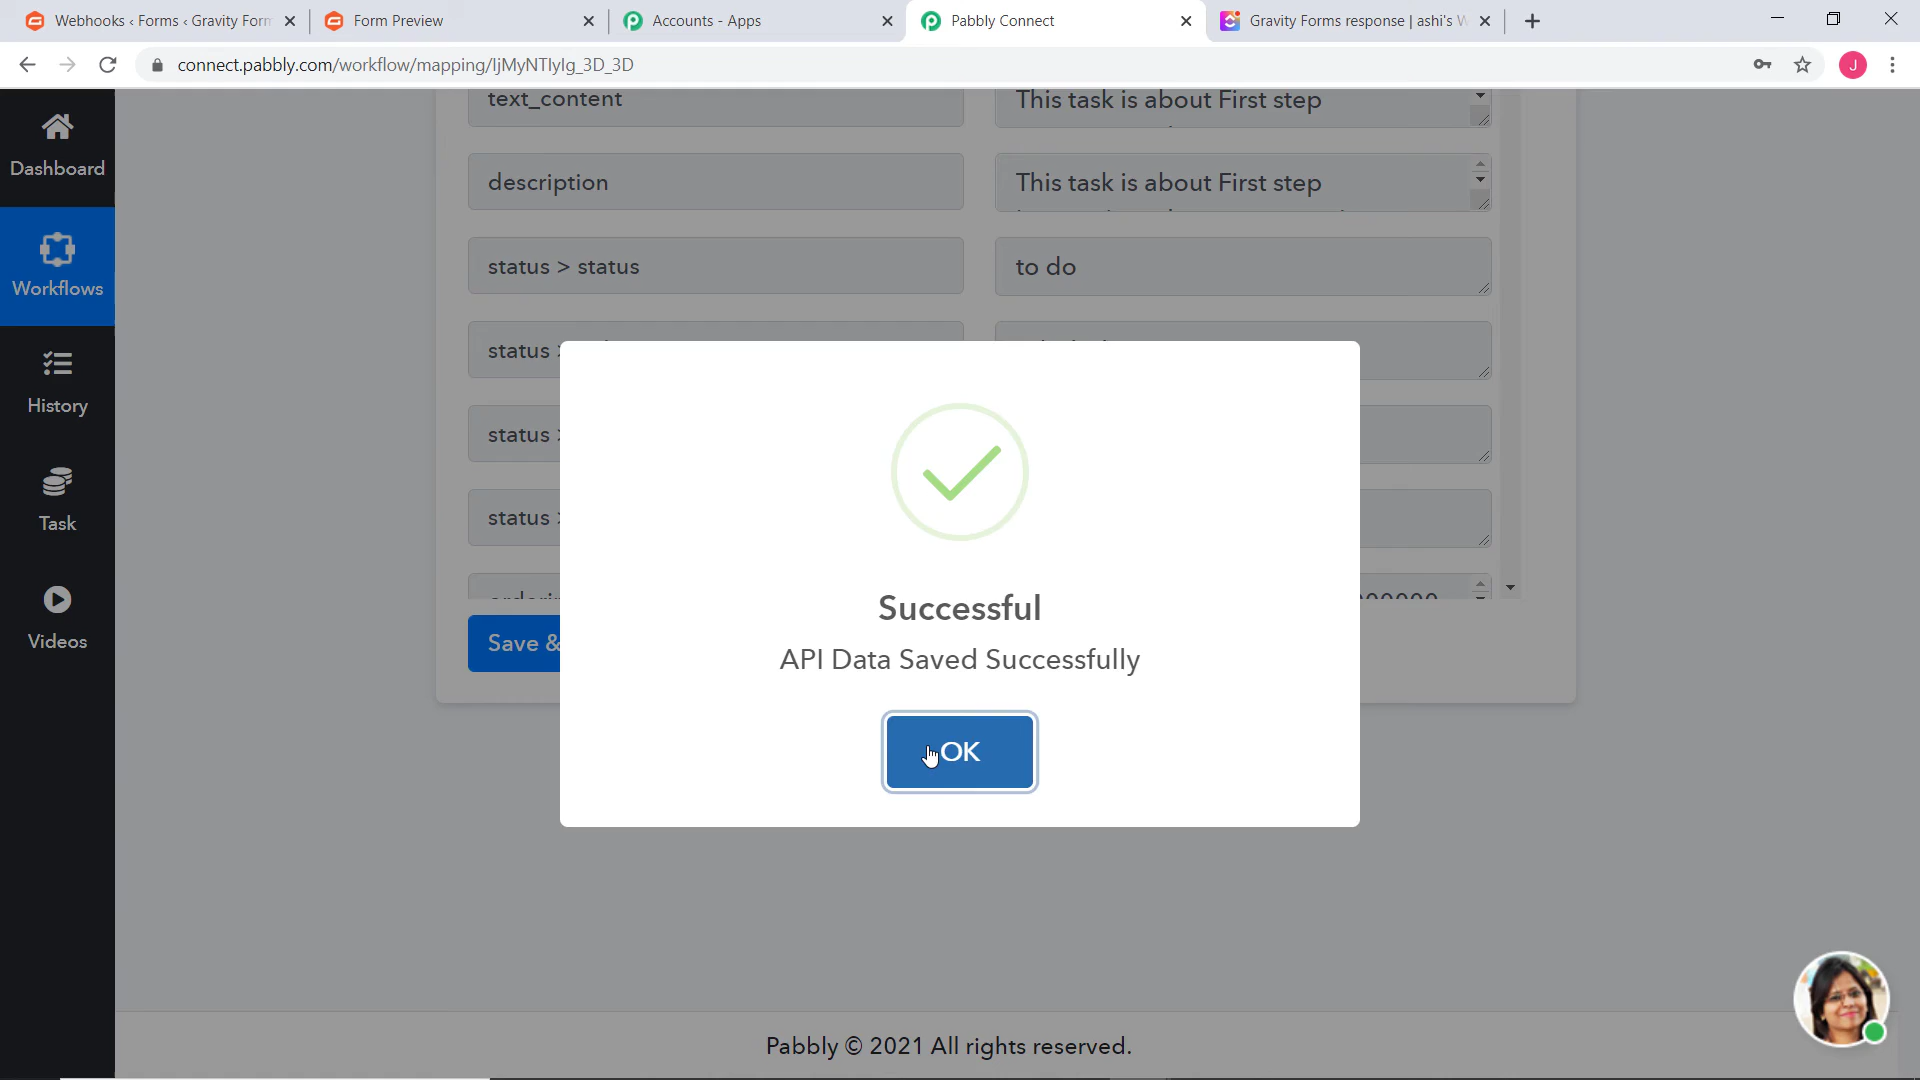 Webhooks ‹ Forms ‹ Gravity Form
Form Preview
Accounts - Apps
Pabbly Connect
Gravity Forms response | ashi's W
connect.pabbly.com/workflow/mapping/IjMyNTIyIg_3D_3D
J
Dashboard
Workflows
History
Task
Videos
text_content
This task is about First step
description
This task is about First step
status > status
to do
status
status
status
Save &
Successful
API Data Saved Successfully
OK
Pabbly © 2021 All rights reserved.